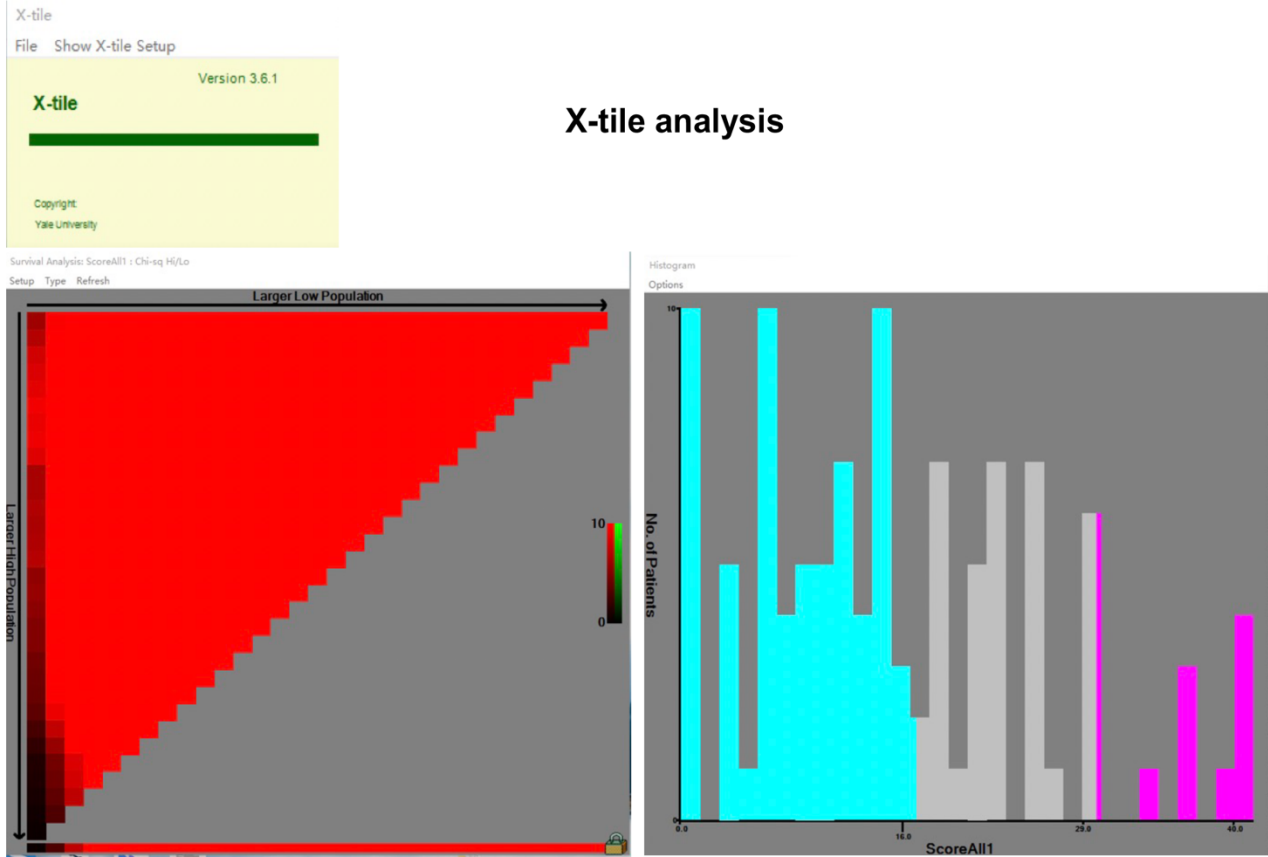 X-tile
File Show X-tile Setup
Version 3.6.1
X-tile
Copyright:
Yale University
X-tile analysis
Survival Analysis: ScoreAll1 : Chi-sq Hi/Lo
Setup Type Refresh
Larger Low Population
Larger High Population
10
0
Histogram
Options
10
No. of Patients
0
0.0 16.0 29.0 40.0
ScoreAll1